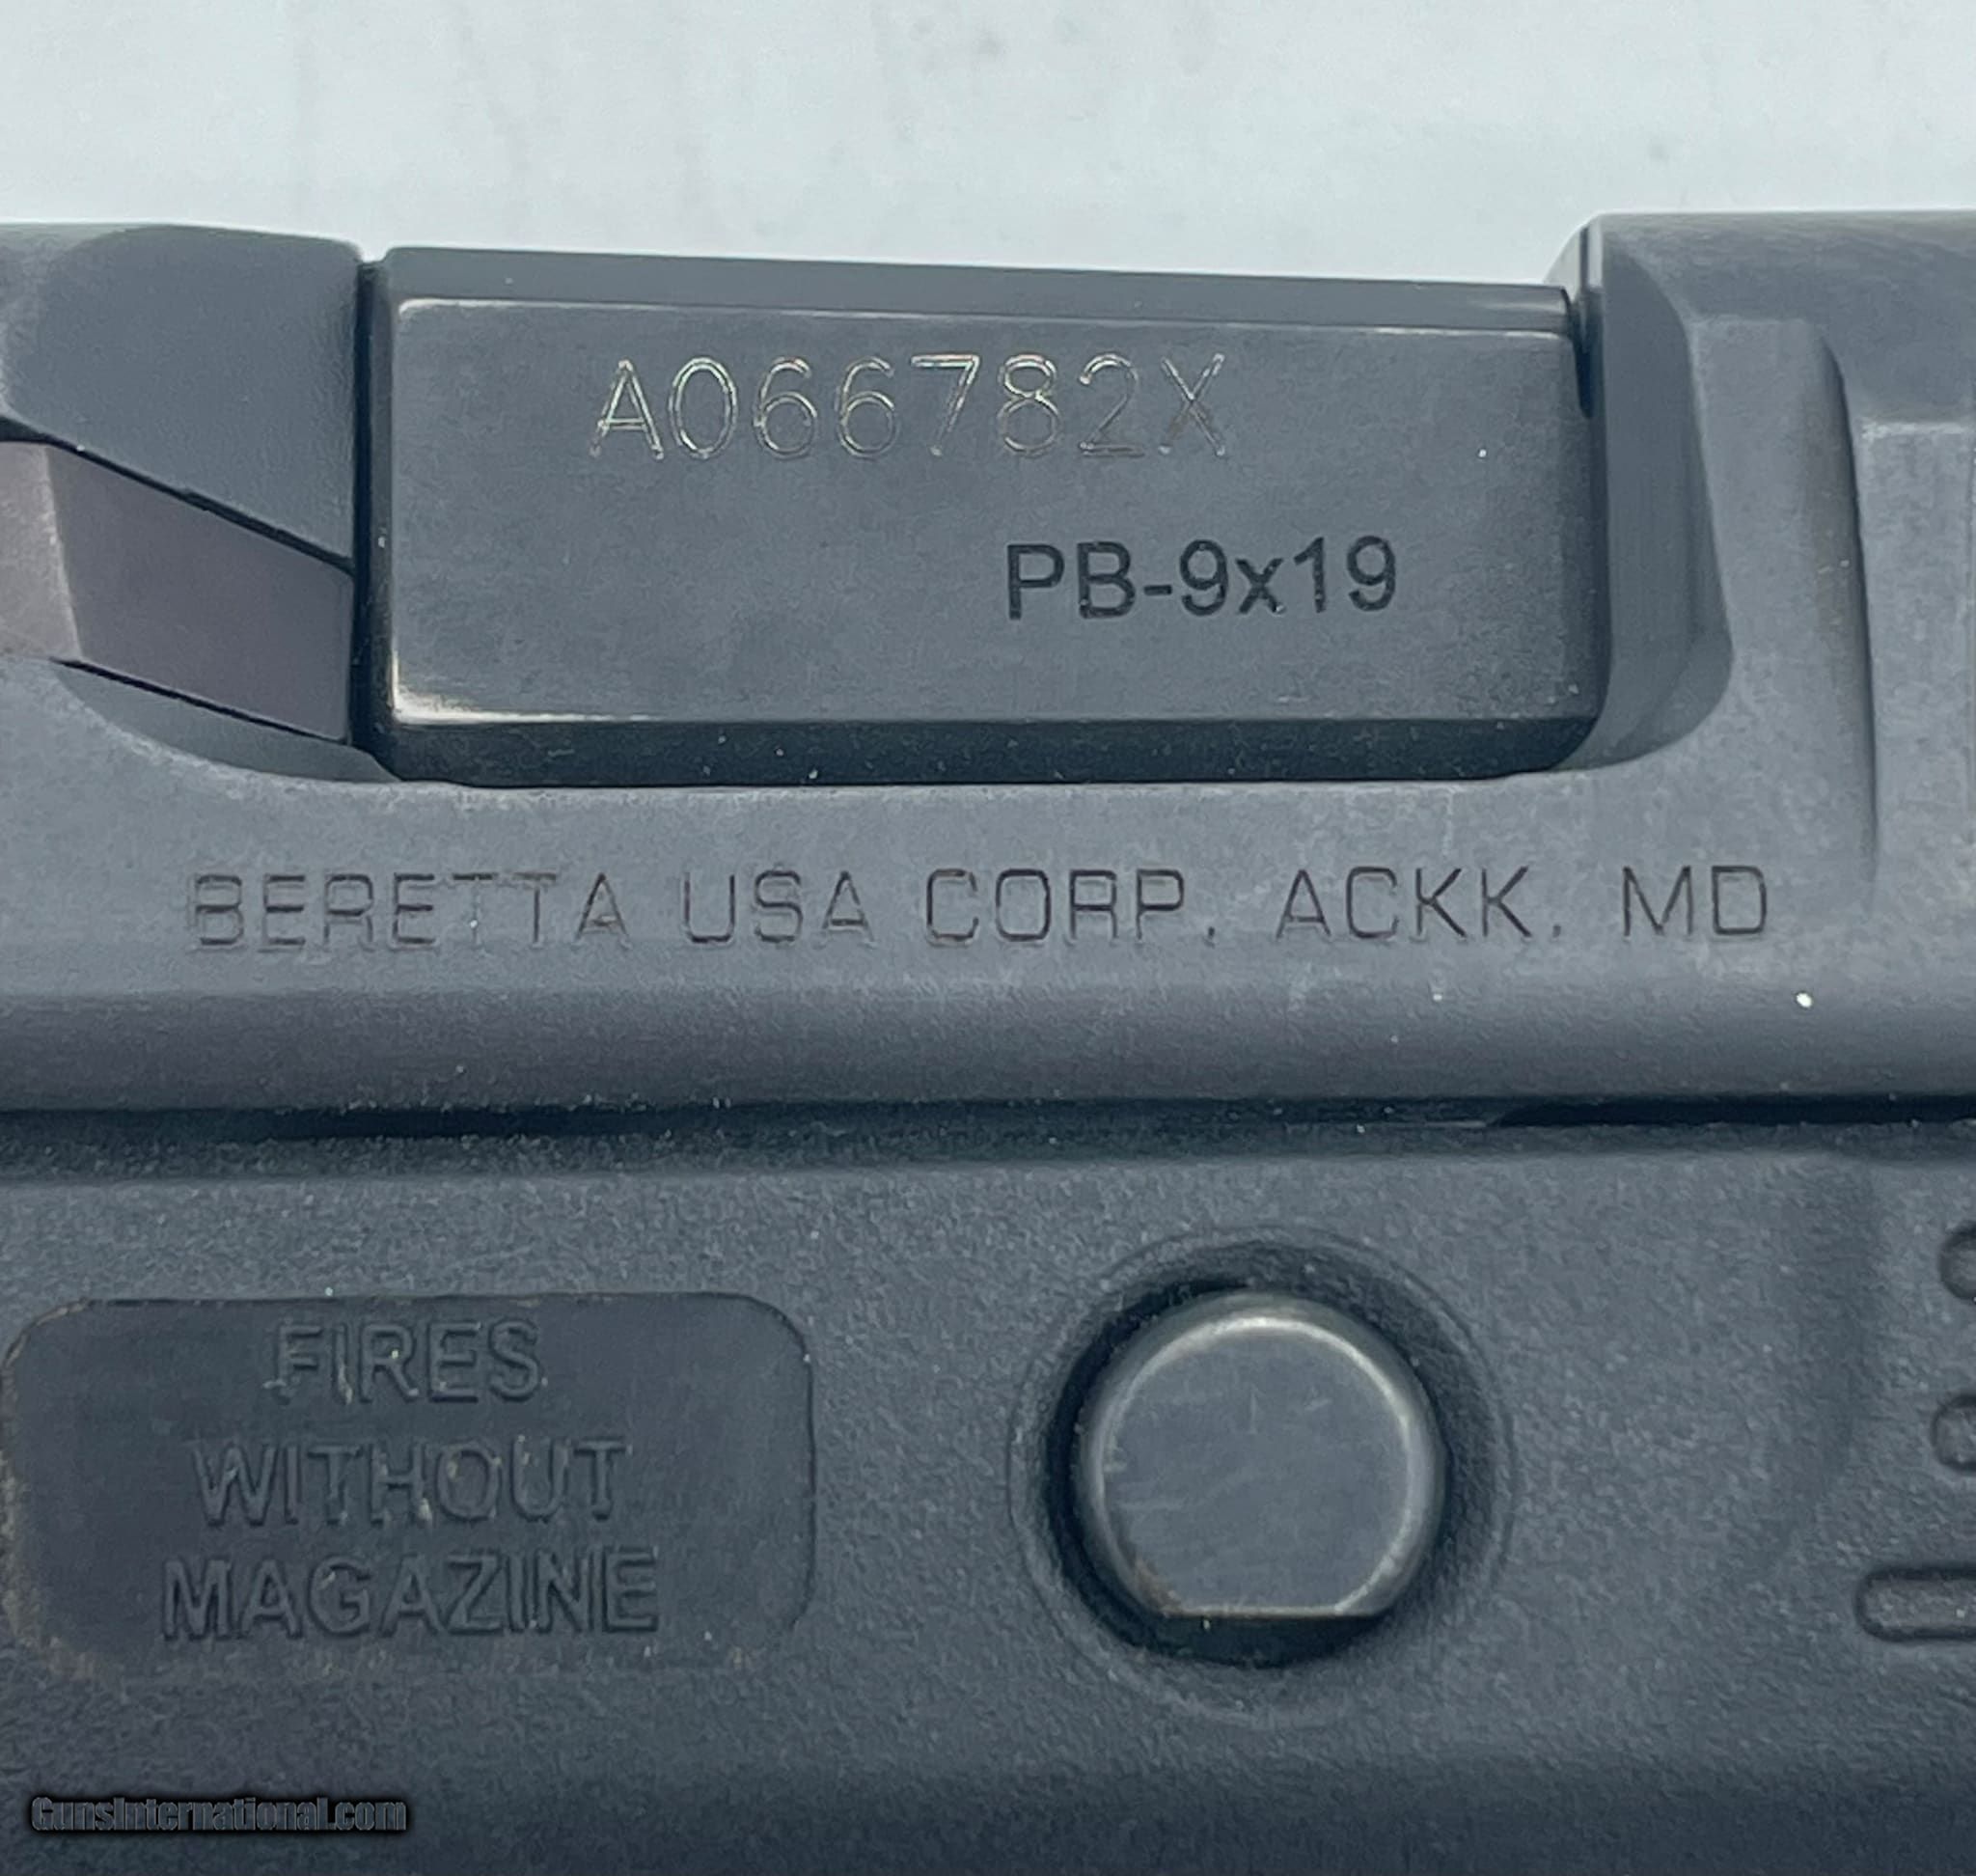 A066782X
PB-9x19
BERETTA USA CORP. ACKK. MD
FIRES
WITHOUT
MAGAZINE
GunsInternational.com